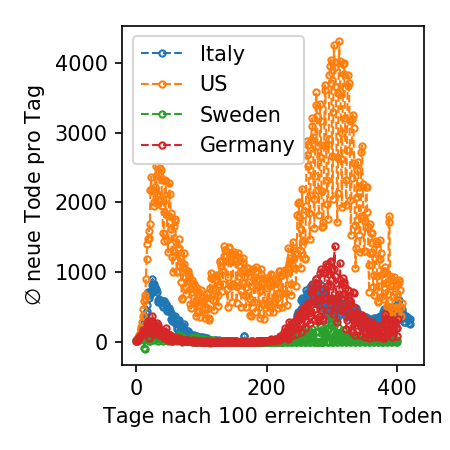 Italy
US
Sweden
Germany
∅ neue Tode pro Tag
4000
3000
2000
1000
0
0 200 400
Tage nach 100 erreichten Toden